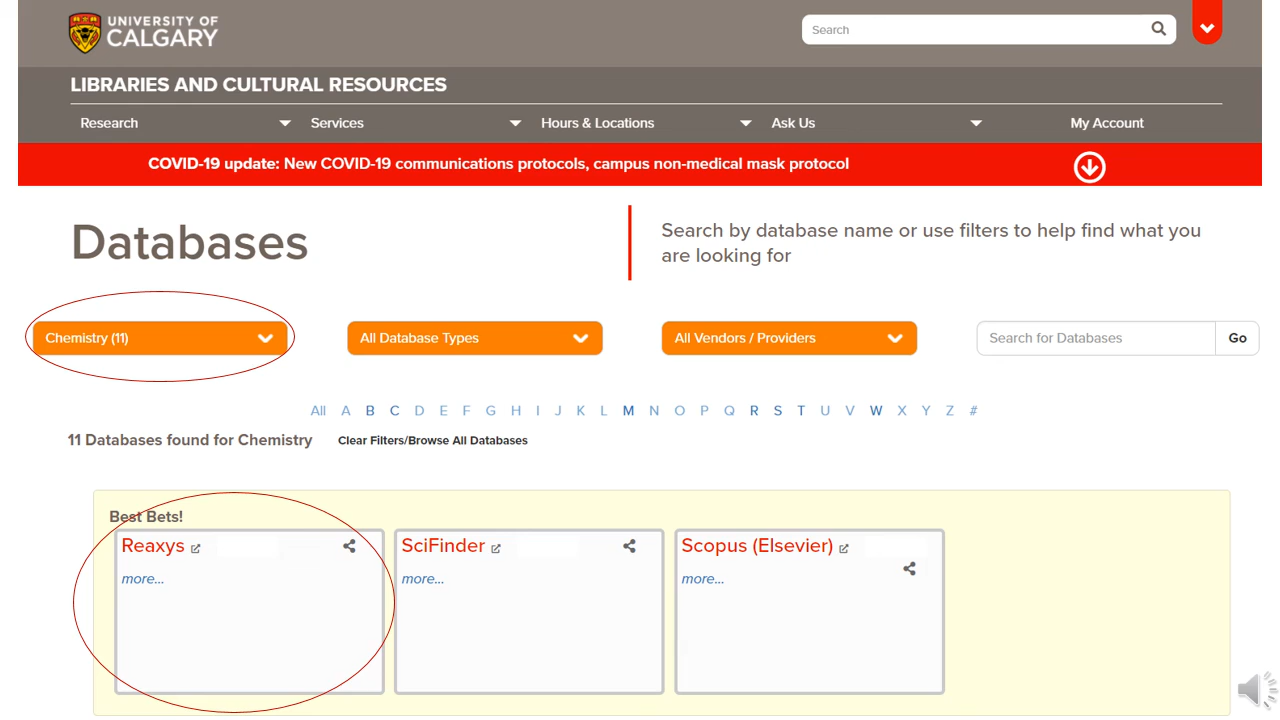 UNIVERSITY OF
CALGARY
Search
LIBRARIES AND CULTURAL RESOURCES
Research
Services
Hours & Locations
Ask Us
My Account
COVID-19 update: New COVID-19 communications protocols, campus non-medical mask protocol
Databases
Search by database name or use filters to help find what you
are looking for
Chemistry (11)
All Database Types
All Vendors / Providers
Search for Databases
Go
All A B C D E F G H I J K L M N O P Q R S T U V W X Y Z #
11 Databases found for Chemistry
Clear Filters/Browse All Databases
Best Bets!
Reaxys
more...
SciFinder
more...
Scopus (Elsevier)
more...